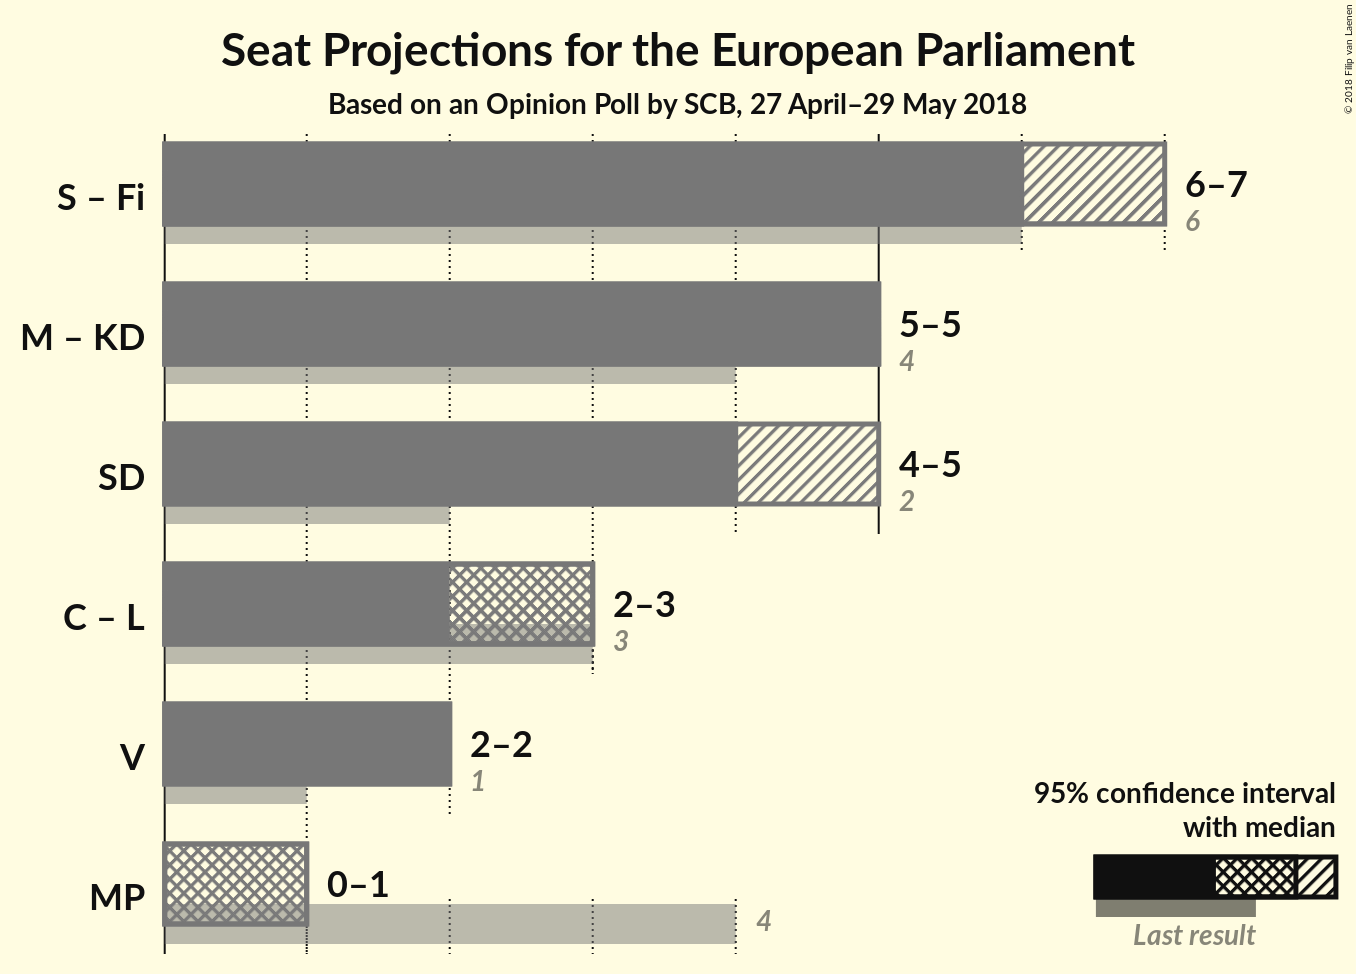 Seat Projections for the European Parliament
Based on an Opinion Poll by SCB, 27 April–29 May 2018
© 2018 Filip van Laenen
S – Fi
6–7
6
M – KD
5–5
4
SD
4–5
2
C – L
2–3
3
V
2–2
1
MP
0–1
4
95% confidence interval
with median
Last result